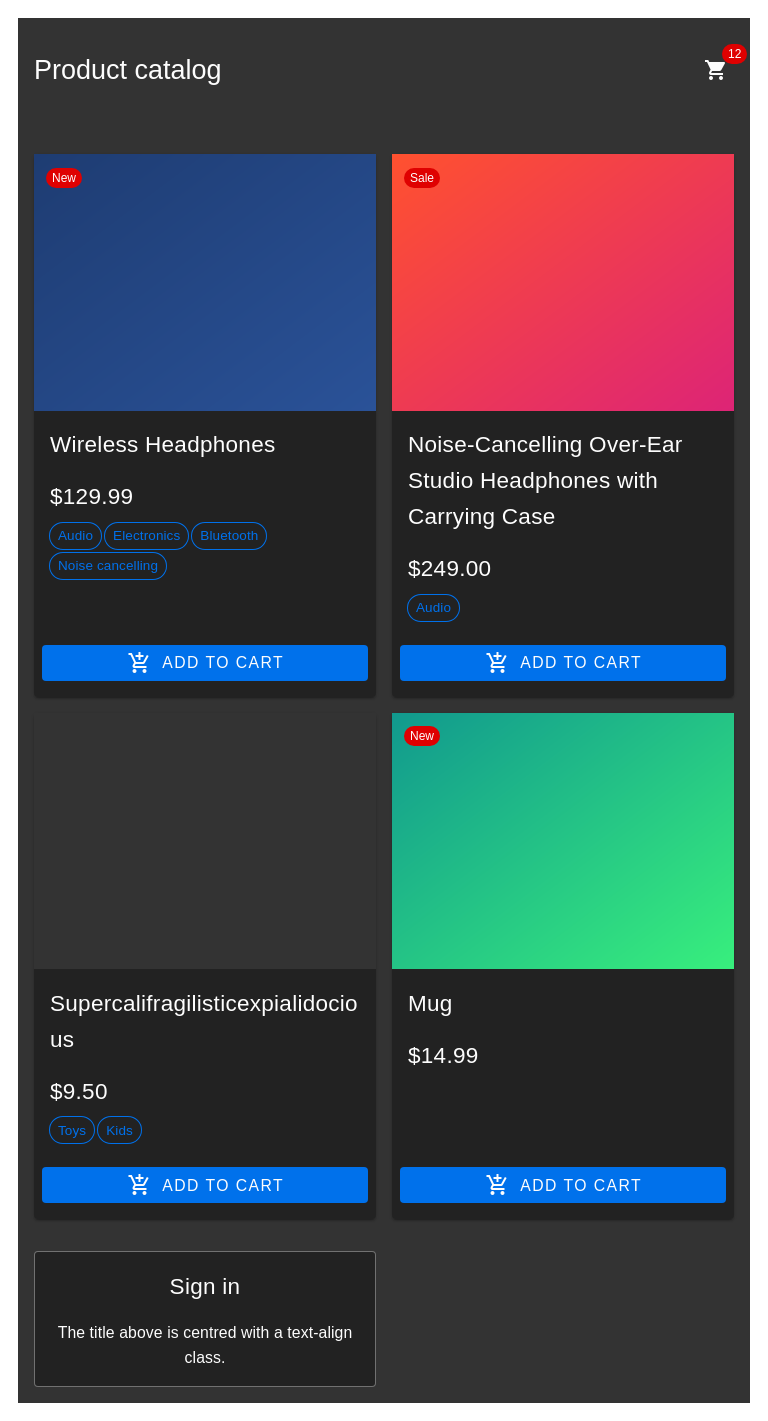 Product catalog
12
New
Sale
Wireless Headphones
$129.99
Audio Electronics Bluetooth
Noise cancelling
ADD TO CART
Noise-Cancelling Over-Ear
Studio Headphones with
Carrying Case
$249.00
Audio
ADD TO CART
Supercalifragilisticexpialidocio
us
$9.50
Toys Kids
ADD TO CART
New
Mug
$14.99
ADD TO CART
Sign in
The title above is centred with a text-align
class.